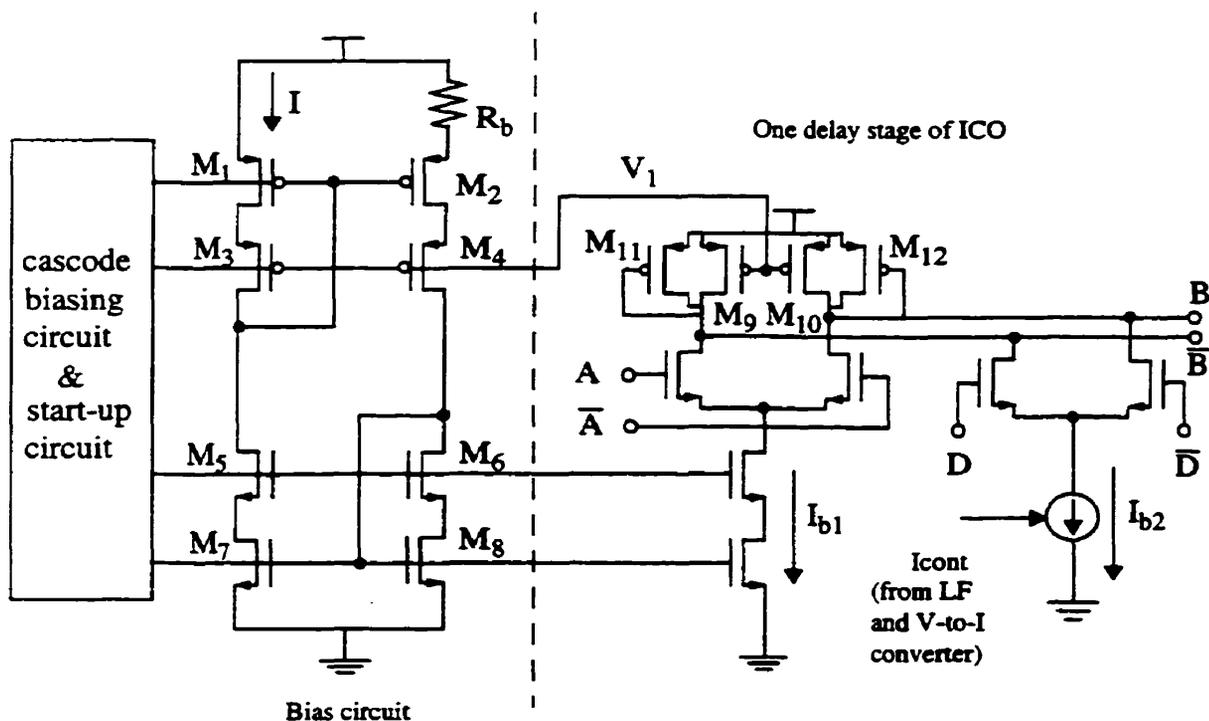 I
R_b
One delay stage of ICO
M_1
M_2
V_1
M_3
M_4
cascode
biasing
circuit
&
start-up
circuit
M_11
M_12
M_9
M_10
B
B̅
A
A̅
D
D̅
M_5
M_6
I_b1
I_b2
M_7
M_8
Icont
(from LF
and V-to-I
converter)
Bias circuit